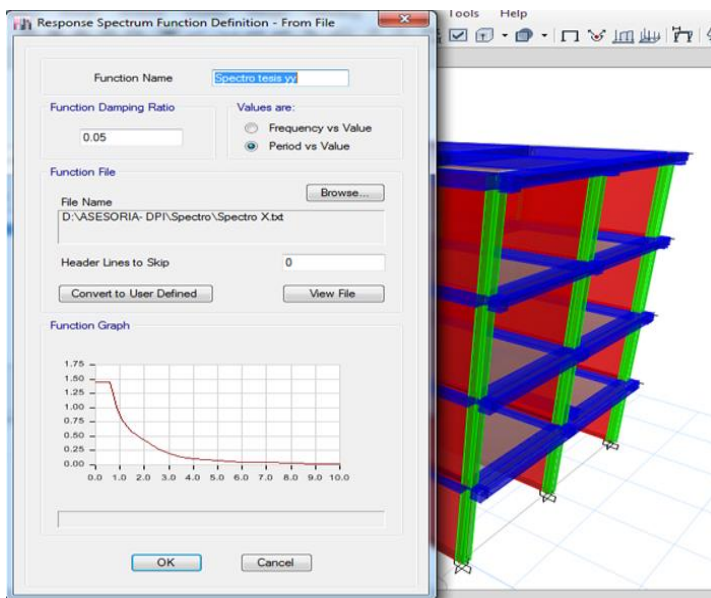 Response Spectrum Function Definition - From File
Tools Help
Function Name Spectro tesis yy
Function Damping Ratio
0.05
Values are:
Frequency vs Value
Period vs Value
Function File
File Name
Browse...
D:\ASESORIA- DPI\Spectro\Spectro X.txt
Header Lines to Skip 0
Convert to User Defined View File
Function Graph
1.75
1.50
1.25
1.00
0.75
0.50
0.25
0.00
0.0 1.0 2.0 3.0 4.0 5.0 6.0 7.0 8.0 9.0 10.0
OK Cancel